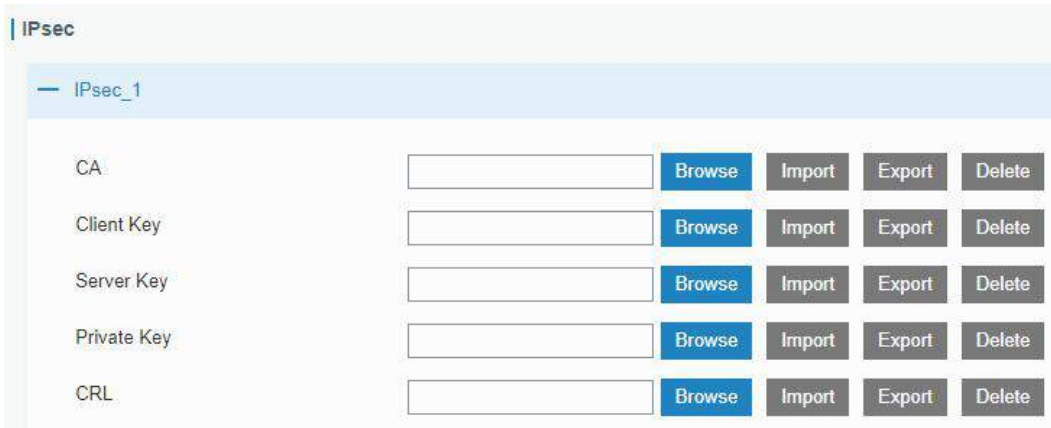 IPsec
IPsec_1
CA Browse Import Export Delete
Client Key Browse Import Export Delete
Server Key Browse Import Export Delete
Private Key Browse Import Export Delete
CRL Browse Import Export Delete